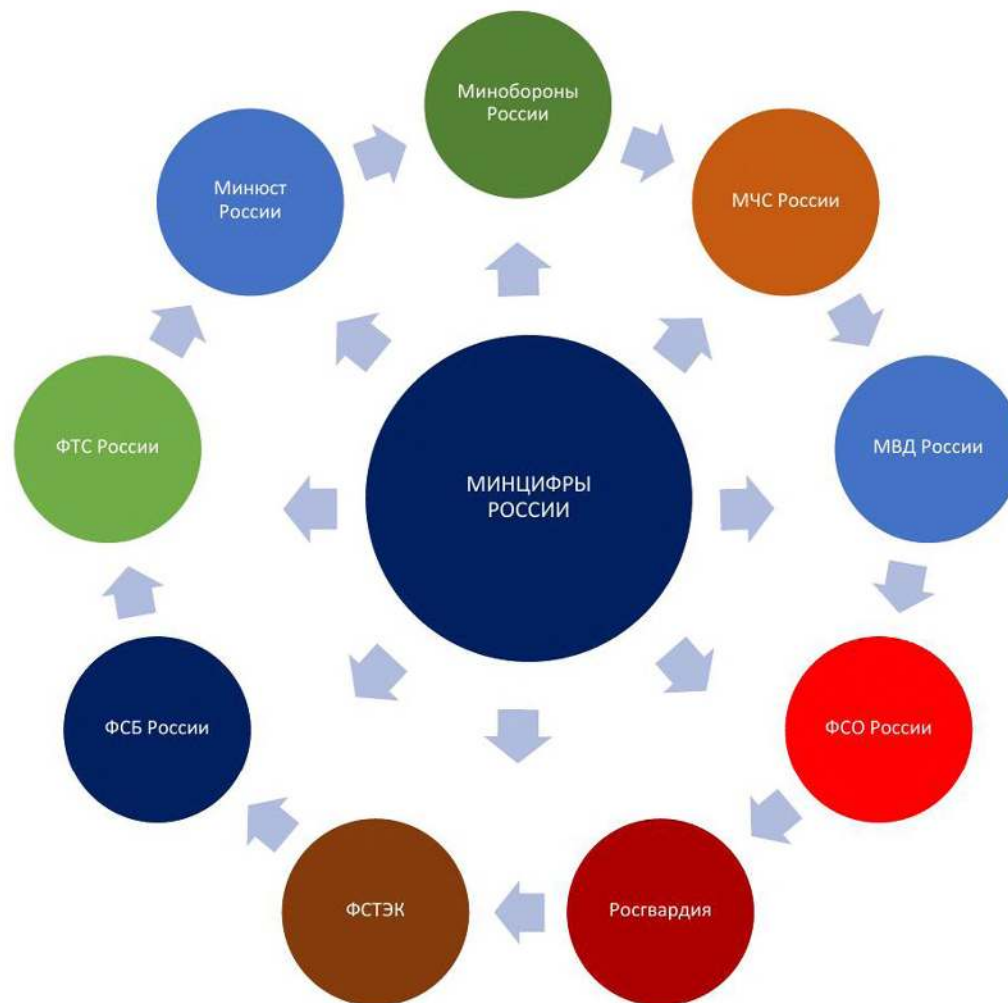 Минобороны
России
МЧС России
МВД России
ФСО России
Росгвардия
ФСТЭК
ФСБ России
ФТС России
Минюст
России
МИНЦИФРЫ
РОССИИ